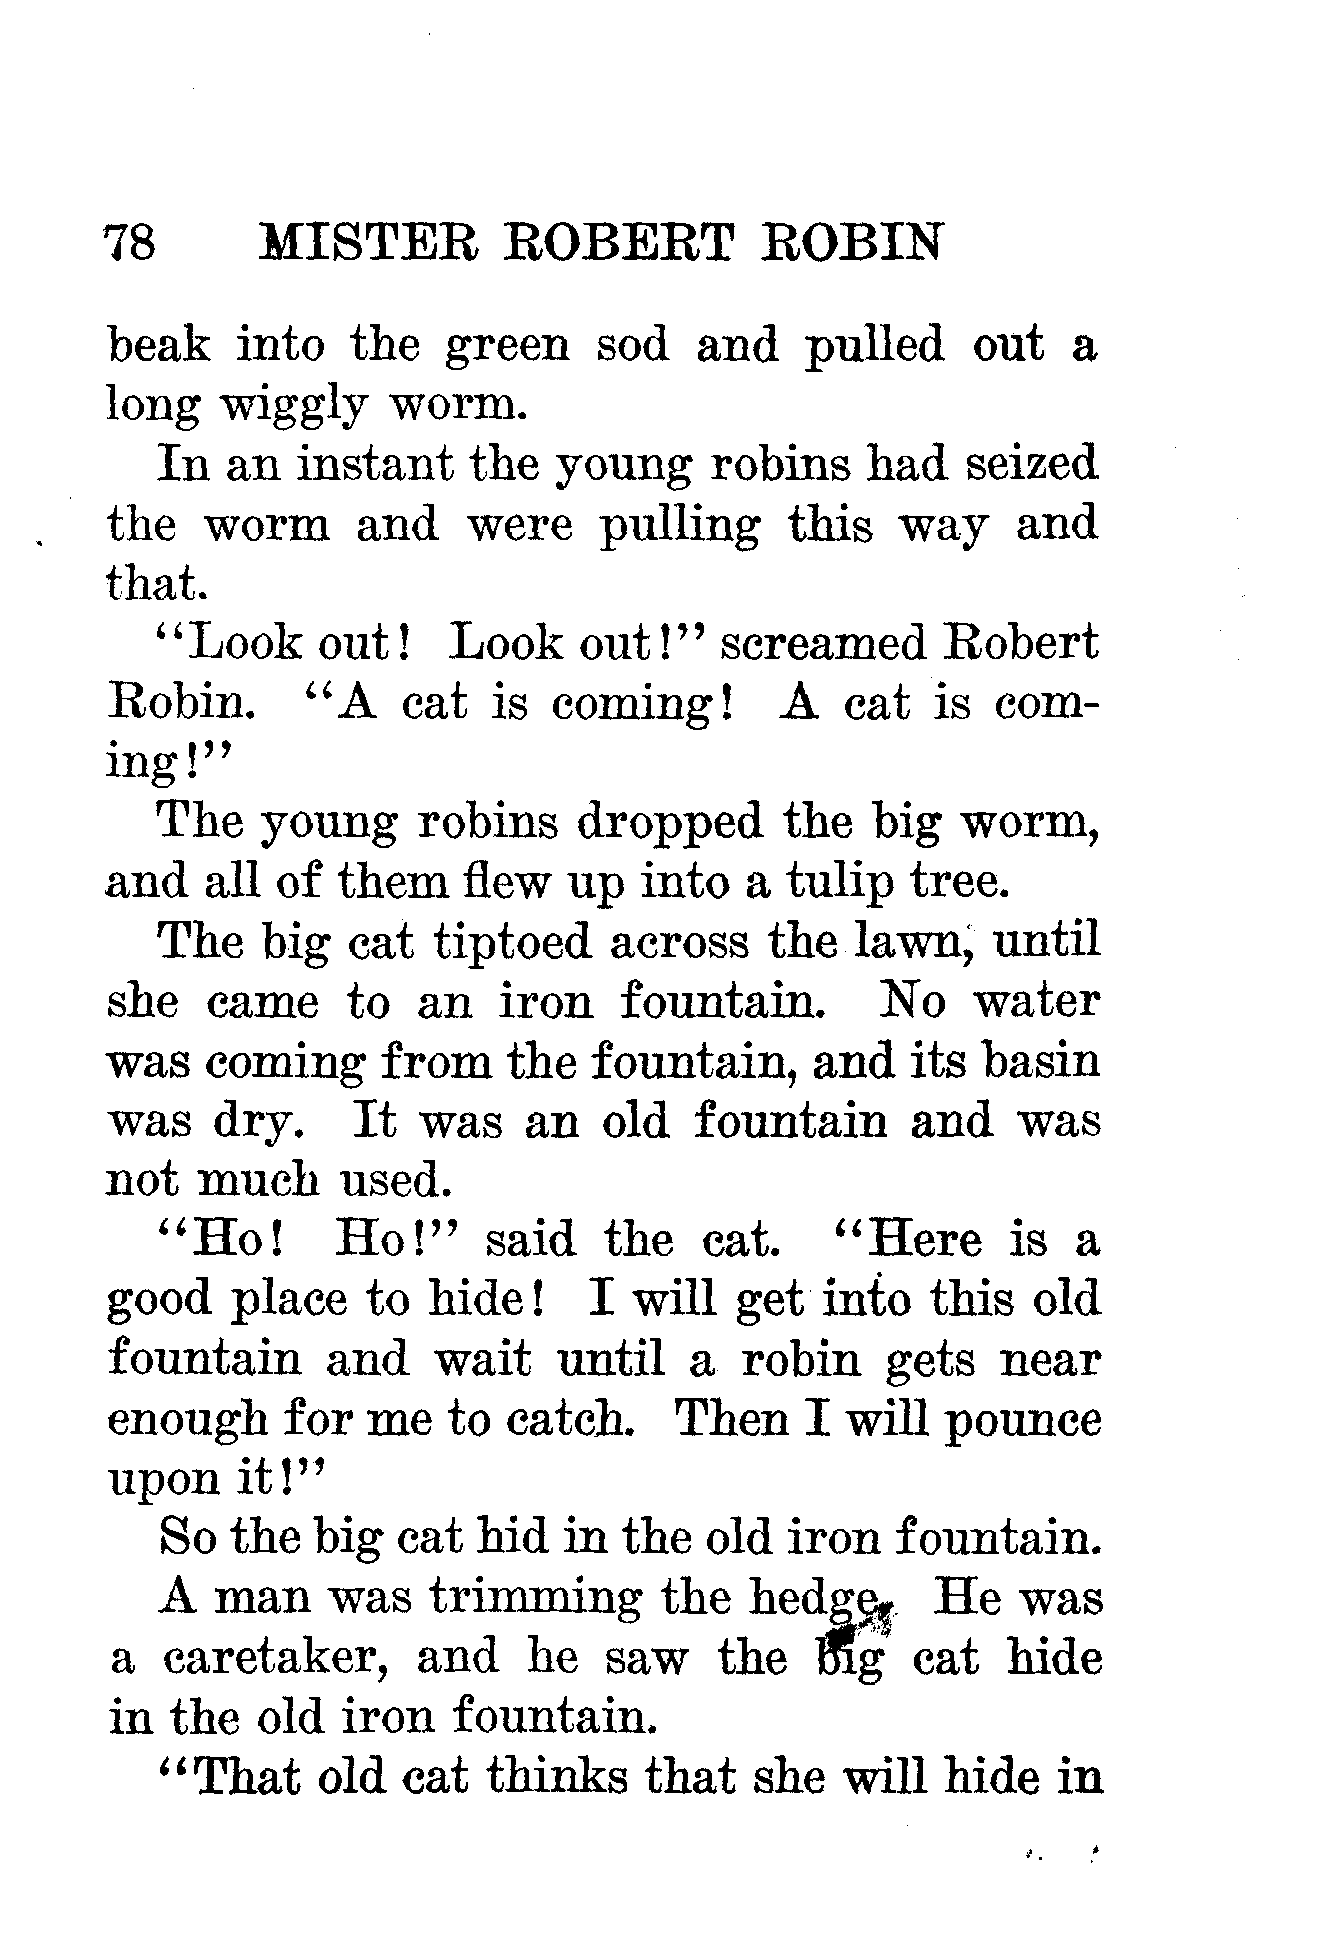 78 MISTER ROBERT ROBIN
beak into the green sod and pulled out a
long wiggly worm.
In an instant the young robins had seized
the worm and were pulling this way and
that.
"Look out! Look out!" screamed Robert
Robin. "A cat is coming! A cat is com-
ing!"
The young robins dropped the big worm,
and all of them flew up into a tulip tree.
The big cat tiptoed across the lawn, until
she came to an iron fountain. No water
was coming from the fountain, and its basin
was dry. It was an old fountain and was
not much used.
"Ho! Ho!" said the cat. "Here is a
good place to hide! I will get into this old
fountain and wait until a robin gets near
enough for me to catch. Then I will pounce
upon it!"
So the big cat hid in the old iron fountain.
A man was trimming the hedge. He was
a caretaker, and he saw the big cat hide
in the old iron fountain.
"That old cat thinks that she will hide in